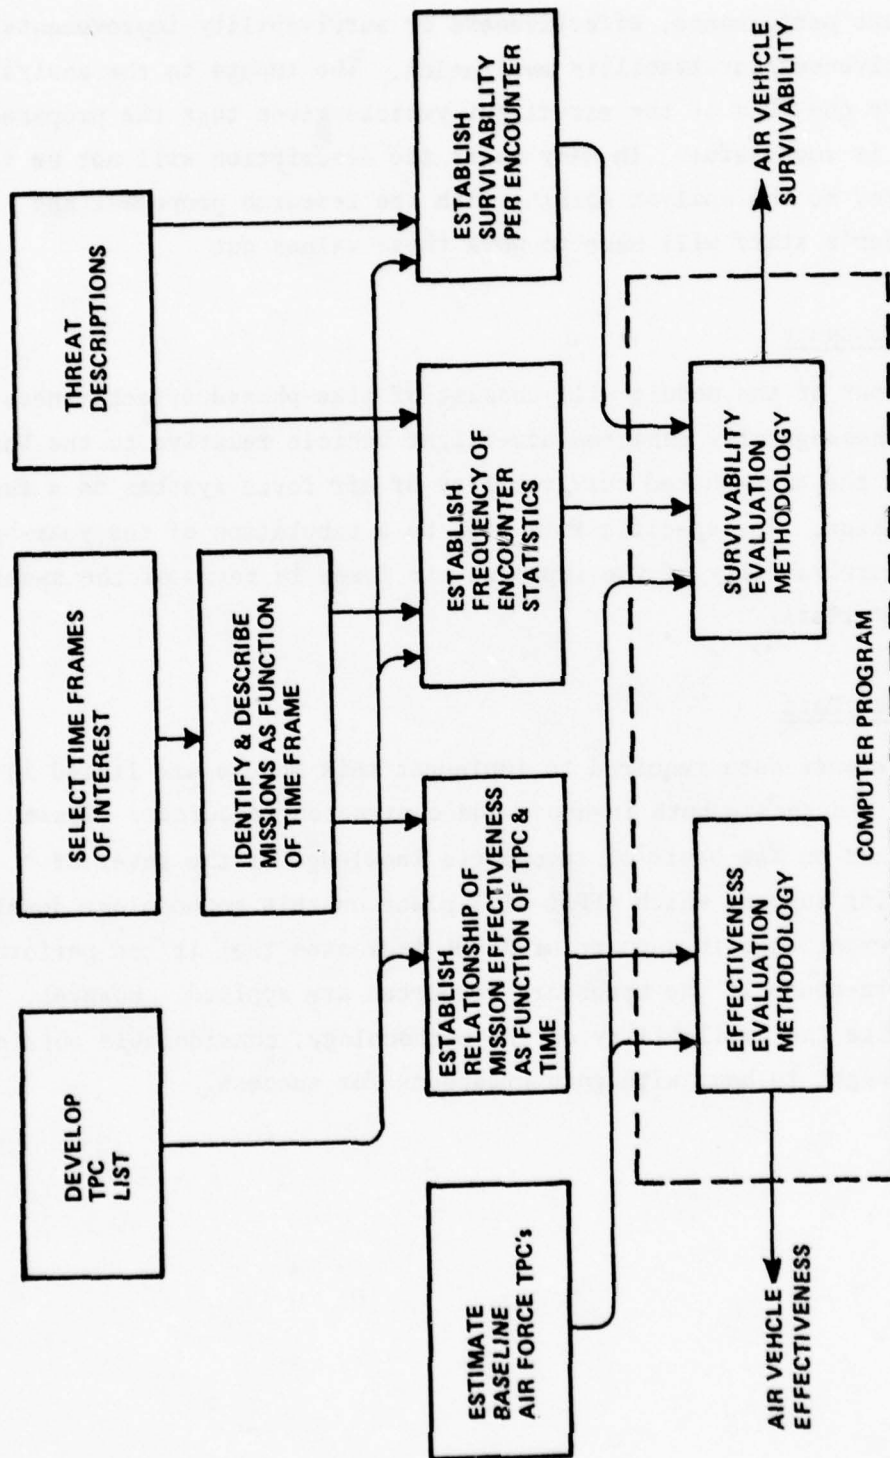 DEVELOP
TPC
LIST
SELECT TIME FRAMES
OF INTEREST
THREAT
DESCRIPTIONS
IDENTIFY & DESCRIBE
MISSIONS AS FUNCTION
OF TIME FRAME
ESTIMATE
BASELINE
AIR FORCE TPC's
ESTABLISH
RELATIONSHIP OF
MISSION EFFECTIVENESS
AS FUNCTION OF TPC &
TIME
ESTABLISH
FREQUENCY OF
ENCOUNTER
STATISTICS
ESTABLISH
SURVIVABILITY
PER ENCOUNTER
EFFECTIVENESS
EVALUATION
METHODOLOGY
SURVABILITY
EVALUATION
METHODOLOGY
AIR VEHCLE
EFFECTIVENESS
AIR VEHICLE
SURVIVABILITY
COMPUTER PROGRAM